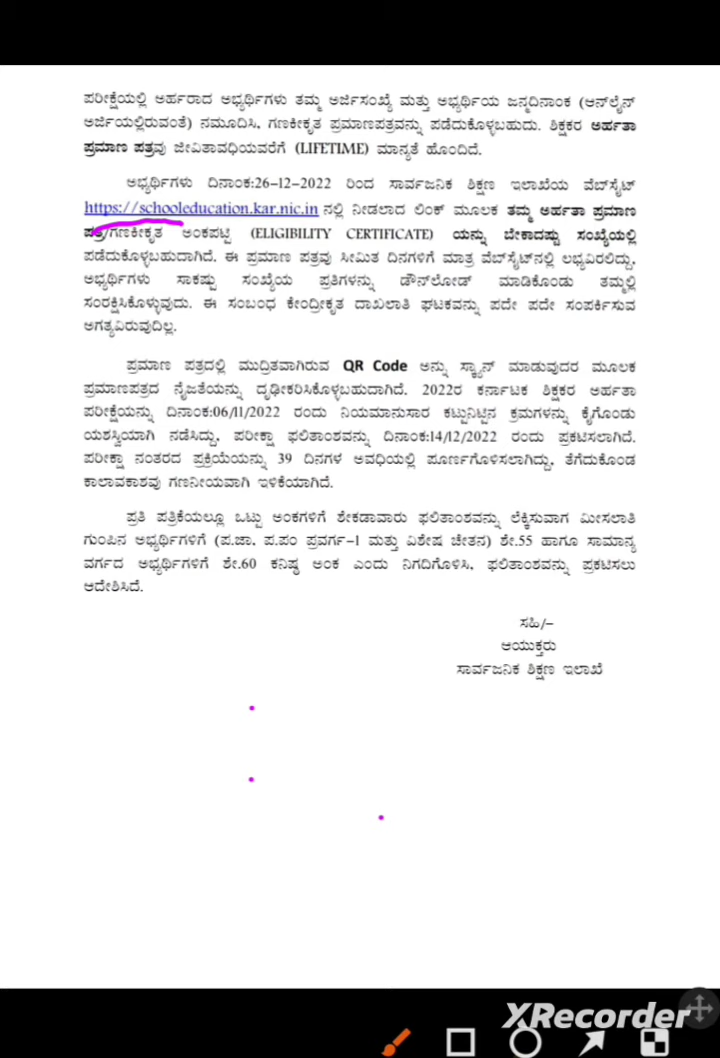 ಪರೀಕ್ಷೆಯಲ್ಲಿ ಅರ್ಹರಾದ ಅಭ್ಯರ್ಥಿಗಳು ತಮ್ಮ ಅರ್ಜಿಸಂಖ್ಯೆ ಮತ್ತು ಅಭ್ಯರ್ಥಿಯ ಜನ್ಮದಿನಾಂಕ (ಆನ್‌ಲೈನ್
ಅರ್ಜಿಯಲ್ಲಿರುವಂತೆ) ನಮೂದಿಸಿ, ಗಣಕೀಕೃತ ಪ್ರಮಾಣಪತ್ರವನ್ನು ಪಡೆದುಕೊಳ್ಳಬಹುದು. ಶಿಕ್ಷಕರ ಅರ್ಹತಾ
ಪ್ರಮಾಣ ಪತ್ರವು ಜೀವಿತಾವಧಿಯವರೆಗೆ (LIFETIME) ಮಾನ್ಯತೆ ಹೊಂದಿದೆ.
ಅಭ್ಯರ್ಥಿಗಳು ದಿನಾಂಕ:26-12-2022 ರಿಂದ ಸಾರ್ವಜನಿಕ ಶಿಕ್ಷಣ ಇಲಾಖೆಯ ವೆಬ್‌ಸೈಟ್
https://schooleducation.kar.nic.in ನಲ್ಲಿ ನೀಡಲಾದ ಲಿಂಕ್ ಮೂಲಕ ತಮ್ಮ ಅರ್ಹತಾ ಪ್ರಮಾಣ
ಪತ್ರ/ಗಣಕೀಕೃತ ಅಂಕಪಟ್ಟಿ (ELIGIBILITY CERTIFICATE) ಯನ್ನು ಬೇಕಾದಷ್ಟು ಸಂಖ್ಯೆಯಲ್ಲಿ
ಪಡೆದುಕೊಳ್ಳಬಹುದಾಗಿದೆ. ಈ ಪ್ರಮಾಣ ಪತ್ರವು ಸೀಮಿತ ದಿನಗಳಿಗೆ ಮಾತ್ರ ವೆಬ್‌ಸೈಟ್‌ನಲ್ಲಿ ಲಭ್ಯವಿರಲಿದ್ದು,
ಅಭ್ಯರ್ಥಿಗಳು ಸಾಕಷ್ಟು ಸಂಖ್ಯೆಯ ಪ್ರತಿಗಳನ್ನು ಡೌನ್‌ಲೋಡ್ ಮಾಡಿಕೊಂಡು ತಮ್ಮಲ್ಲಿ
ಸಂರಕ್ಷಿಸಿಕೊಳ್ಳುವುದು. ಈ ಸಂಬಂಧ ಕೇಂದ್ರೀಕೃತ ದಾಖಲಾತಿ ಘಟಕವನ್ನು ಪದೇ ಪದೇ ಸಂಪರ್ಕಿಸುವ
ಅಗತ್ಯವಿರುವುದಿಲ್ಲ.
ಪ್ರಮಾಣ ಪತ್ರದಲ್ಲಿ ಮುದ್ರಿತವಾಗಿರುವ QR Code ಅನ್ನು ಸ್ಕ್ಯಾನ್ ಮಾಡುವುದರ ಮೂಲಕ
ಪ್ರಮಾಣಪತ್ರದ ನೈಜತೆಯನ್ನು ದೃಢೀಕರಿಸಿಕೊಳ್ಳಬಹುದಾಗಿದೆ. 2022ರ ಕರ್ನಾಟಕ ಶಿಕ್ಷಕರ ಅರ್ಹತಾ
ಪರೀಕ್ಷೆಯನ್ನು ದಿನಾಂಕ:06/11/2022 ರಂದು ನಿಯಮಾನುಸಾರ ಕಟ್ಟುನಿಟ್ಟಿನ ಕ್ರಮಗಳನ್ನು ಕೈಗೊಂಡು
ಯಶಸ್ವಿಯಾಗಿ ನಡೆಸಿದ್ದು, ಪರೀಕ್ಷಾ ಫಲಿತಾಂಶವನ್ನು ದಿನಾಂಕ:14/12/2022 ರಂದು ಪ್ರಕಟಿಸಲಾಗಿದೆ.
ಪರೀಕ್ಷಾ ನಂತರದ ಪ್ರಕ್ರಿಯೆಯನ್ನು 39 ದಿನಗಳ ಅವಧಿಯಲ್ಲಿ ಪೂರ್ಣಗೊಳಿಸಲಾಗಿದ್ದು, ತೆಗೆದುಕೊಂಡ
ಕಾಲಾವಕಾಶವು ಗಣನೀಯವಾಗಿ ಇಳಿಕೆಯಾಗಿದೆ.
ಪ್ರತಿ ಪತ್ರಿಕೆಯಲ್ಲೂ ಒಟ್ಟು ಅಂಕಗಳಿಗೆ ಶೇಕಡಾವಾರು ಫಲಿತಾಂಶವನ್ನು ಲೆಕ್ಕಿಸುವಾಗ ಮೀಸಲಾತಿ
ಗುಂಪಿನ ಅಭ್ಯರ್ಥಿಗಳಿಗೆ (ಪ.ಜಾ, ಪ.ಪಂ ಪ್ರವರ್ಗ-1 ಮತ್ತು ವಿಶೇಷ ಚೇತನ) ಶೇ.55 ಹಾಗೂ ಸಾಮಾನ್ಯ
ವರ್ಗದ ಅಭ್ಯರ್ಥಿಗಳಿಗೆ ಶೇ.60 ಕನಿಷ್ಠ ಅಂಕ ಎಂದು ನಿಗದಿಗೊಳಿಸಿ, ಫಲಿತಾಂಶವನ್ನು ಪ್ರಕಟಿಸಲು
ಆದೇಶಿಸಿದೆ.
ಸಹಿ/-
ಆಯುಕ್ತರು
ಸಾರ್ವಜನಿಕ ಶಿಕ್ಷಣ ಇಲಾಖೆ
XRecorder